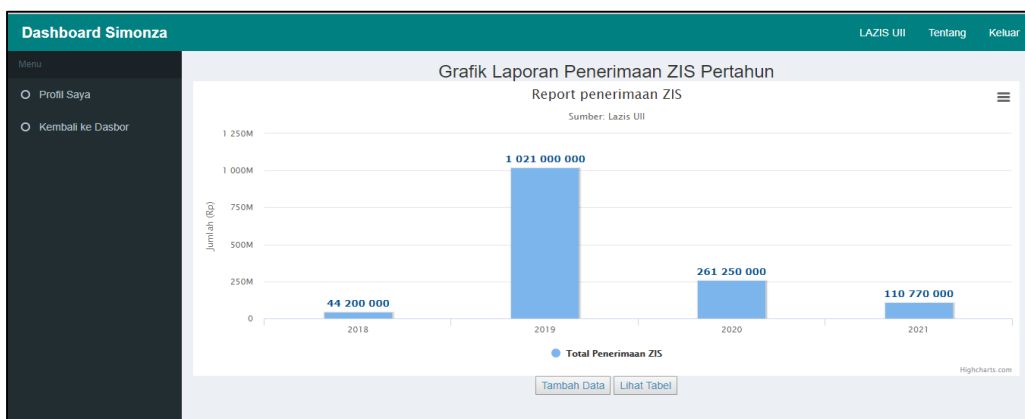 Dashboard Simonza
LAZIS UII Tentang Keluar
Menu
Profil Saya
Kembali ke Dasbor
Grafik Laporan Penerimaan ZIS Pertahun
Report penerimaan ZIS
Sumber: Lazis UII
Jumlah (Rp)
1 250M
1 000M
750M
500M
250M
0
44 200 000
1 021 000 000
261 250 000
110 770 000
2018 2019 2020 2021
Total Penerimaan ZIS
Highcharts.com
Tambah Data Lihat Tabel